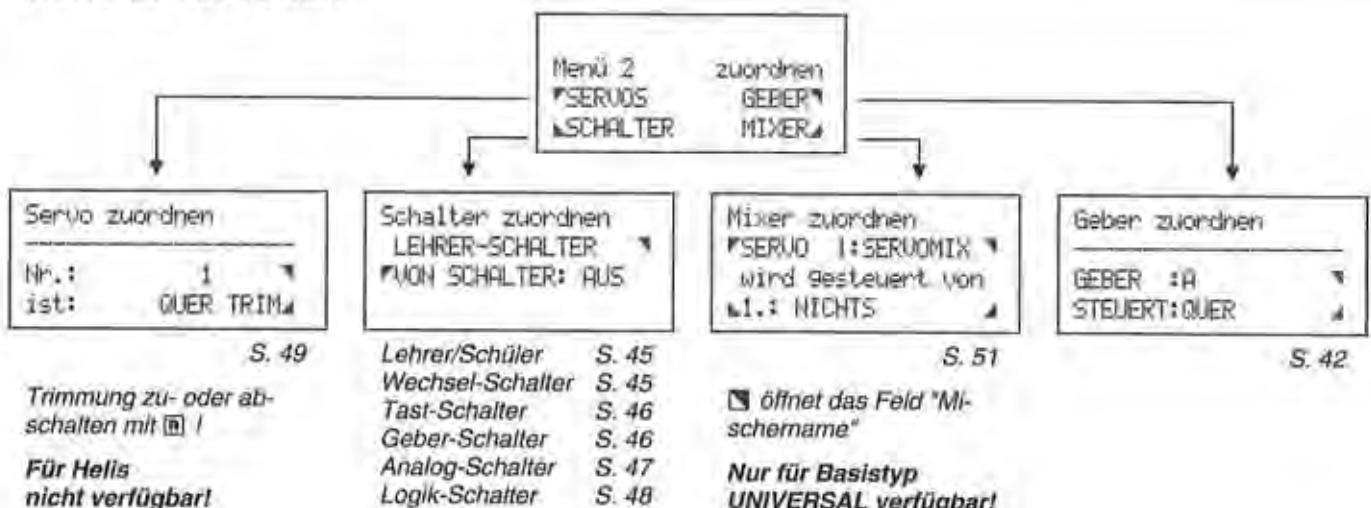 Menü 2 zuordnen
SERVOS GEBER
SCHALTER MIXER
Servo zuordnen
Nr.: 1
ist: QUER TRIM
S. 49
Trimmung zu- oder ab-
schalten mit !
Für Helis
nicht verfügbar!
Schalter zuordnen
LEHRER-SCHALTER
VON SCHALTER: AUS
Lehrer/Schüler S. 45
Wechsel-Schalter S. 45
Tast-Schalter S. 46
Geber-Schalter S. 46
Analog-Schalter S. 47
Logik-Schalter S. 48
Mixer zuordnen
SERVO 1:SERVOMIX
wird gesteuert von
1.: NICHTS
S. 51
öffnet das Feld "Mi-
schername"
Nur für Basistyp
UNIVERSAL verfügbar!
Geber zuordnen
GEBER :A
STEUERT:QUER
S. 42